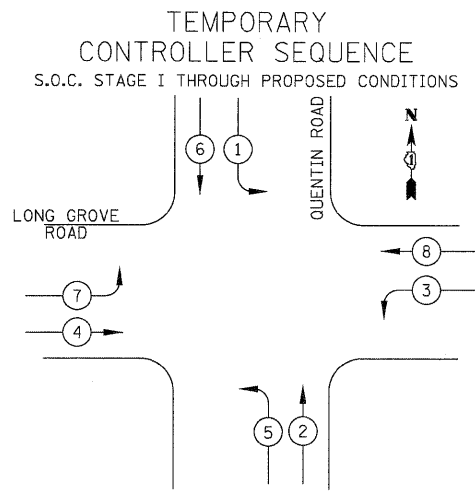 TEMPORARY
CONTROLLER SEQUENCE
S.O.C. STAGE I THROUGH PROPOSED CONDITIONS
6
1
QUENTIN ROAD
N
1
LONG GROVE
ROAD
8
7
3
4
5
2